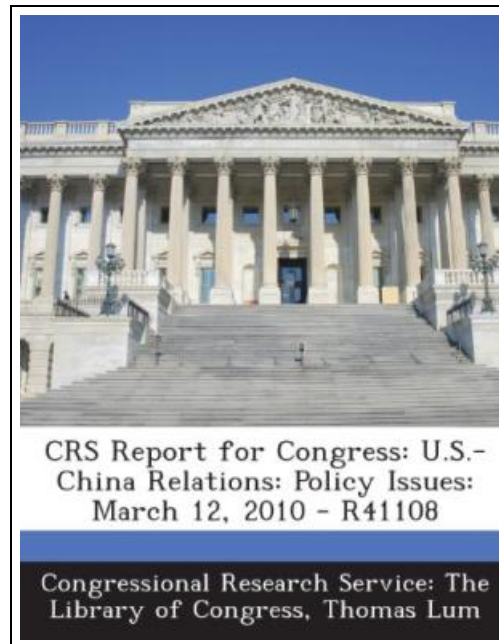 CRS Report for Congress: U.S.-
China Relations: Policy Issues:
March 12, 2010 - R41108
Congressional Research Service: The
Library of Congress, Thomas Lum